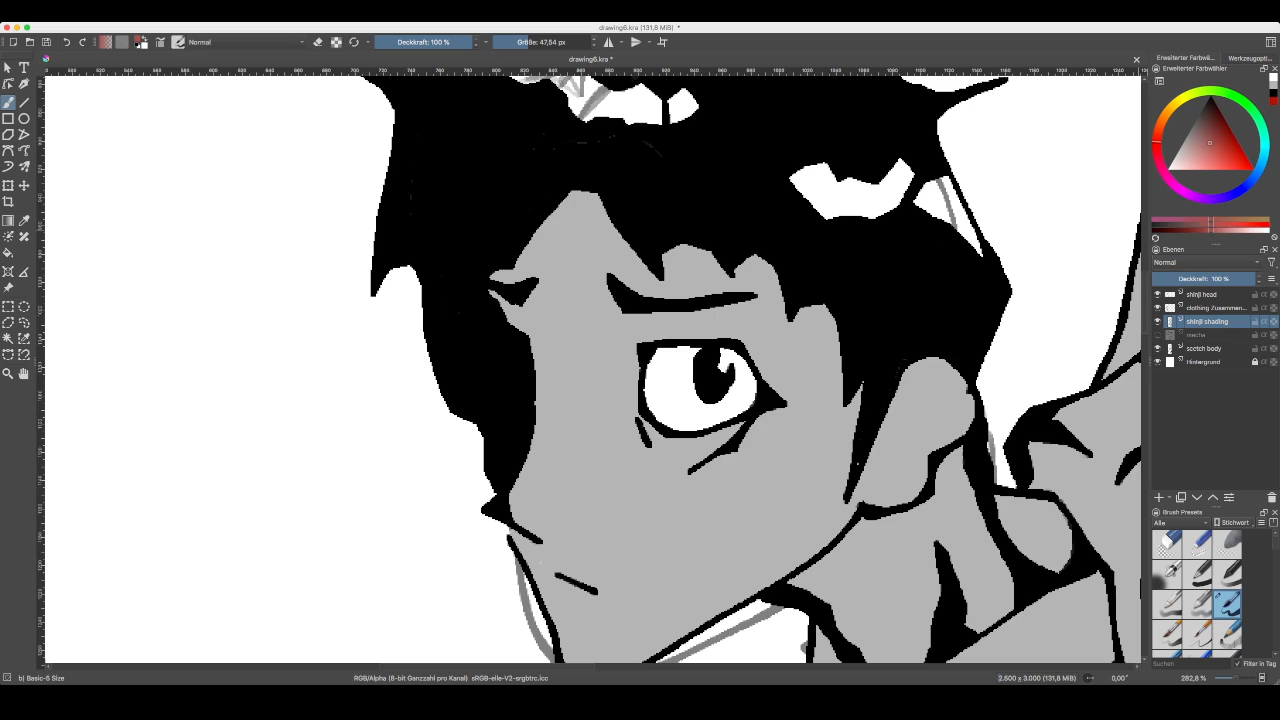 drawing6.kra (131,8 MiB) *
Normal
Deckkraft: 100 %
Größe: 47,54 px
drawing6.kra *
Erweiterter Farbwä...
Werkzeugopti...
Erweiterter Farbwähler
Ebenen
Normal
Deckkraft: 100 %
shinji head
clothing Zusammen...
shinji shading
mecha
scetch body
Hintergrund
Brush Presets
Alle
Stichwort
Suchen
Filter in Tag
b) Basic-5 Size
RGB/Alpha (8-bit Ganzzahl pro Kanal) sRGB-elle-V2-srgbtrc.icc
2.500 x 3.000 (131,8 MiB)
0,00°
282,8 %